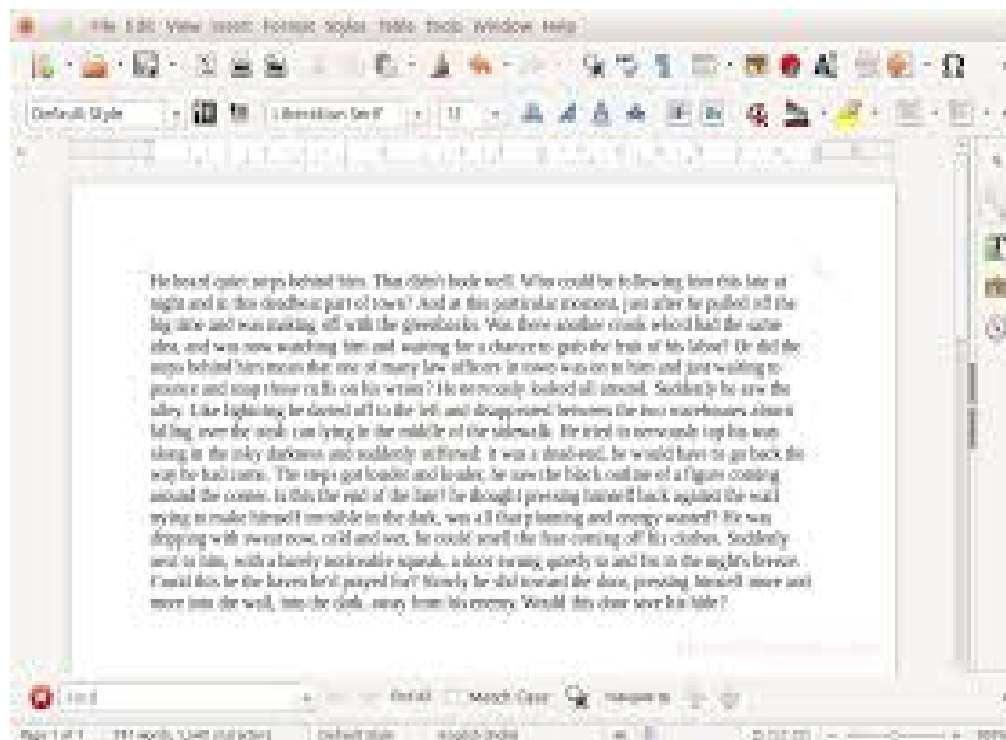 File Edit View Insert Format Styles Table Tools Window Help
Default Style Liberation Serif 12
He heard quiet steps behind him. That didn't bode well. Who could be following him this late at
night and in this deadbeat part of town? And at this particular moment, just after he pulled off the
big time and was making off with the greenbacks. Was there another crook who'd had the same
idea, and was now watching him and waiting for a chance to grab the fruit of his labor? Or did the
steps behind him mean that one of many law officers in town was on to him and just waiting to
pounce and snap those cuffs on his wrists? He nervously looked all around. Suddenly he saw the
alley. Like lightning he darted off to the left and disappeared between the two warehouses almost
falling over the trash can lying in the middle of the sidewalk. He tried to nervously tap his way
along in the inky darkness and suddenly stiffened: it was a dead-end, he would have to go back the
way he had come. The steps got louder and louder, he saw the black outline of a figure coming
around the corner. Is this the end of the line? he thought pressing himself back against the wall
trying to make himself invisible in the dark, was all that planning and energy wasted? He was
dripping with sweat now, cold and wet, he could smell the fear coming off his clothes. Suddenly
next to him, with a barely noticeable squeak, a door swung quietly to and fro in the night's breeze.
Could this be the haven he'd prayed for? Slowly he slid toward the door, pressing himself more and
more into the wall, into the dark, away from his enemy. Would this door save his hide?
Find All Match Case
Page 1 of 1 Default Style English (India)